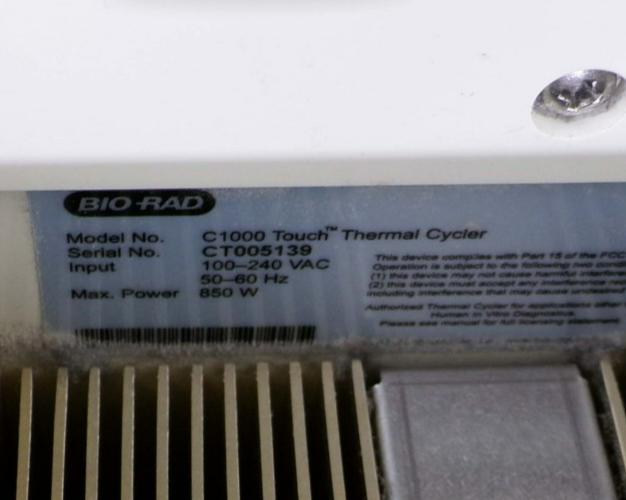 BIO-RAD
Model No. C1000 Touch™ Thermal Cycler
Serial No. CT005139
Input 100–240 VAC
50–60 Hz
Max. Power 850 W
This device complies with Part 15 of the FCC
Operation is subject to the following
(1) this device may not cause harmful
(2) this device must accept any interference
including interference that may cause
Authorized Thermal Cycler for
Human In Vitro Diagnostics.
Please see manual for full licensing